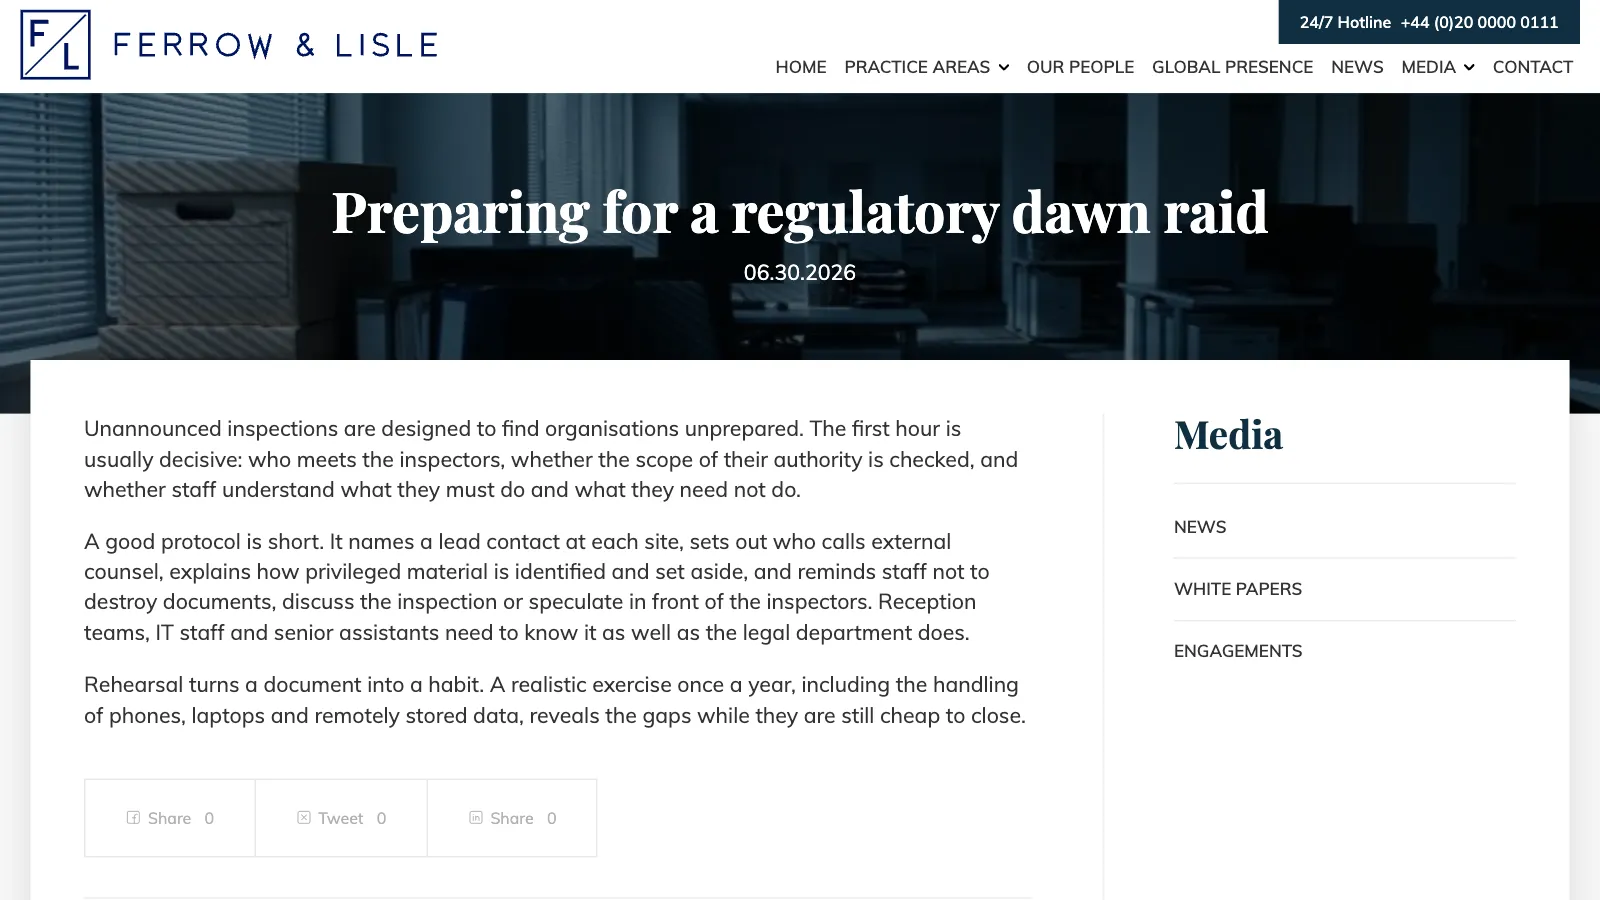 F L FERROW & LISLE
24/7 Hotline +44 (0)20 0000 0111
HOME PRACTICE AREAS OUR PEOPLE GLOBAL PRESENCE NEWS MEDIA CONTACT
Preparing for a regulatory dawn raid
06.30.2026
Unannounced inspections are designed to find organisations unprepared. The first hour is
usually decisive: who meets the inspectors, whether the scope of their authority is checked, and
whether staff understand what they must do and what they need not do.
A good protocol is short. It names a lead contact at each site, sets out who calls external
counsel, explains how privileged material is identified and set aside, and reminds staff not to
destroy documents, discuss the inspection or speculate in front of the inspectors. Reception
teams, IT staff and senior assistants need to know it as well as the legal department does.
Rehearsal turns a document into a habit. A realistic exercise once a year, including the handling
of phones, laptops and remotely stored data, reveals the gaps while they are still cheap to close.
Share 0 Tweet 0 Share 0
Media
NEWS
WHITE PAPERS
ENGAGEMENTS